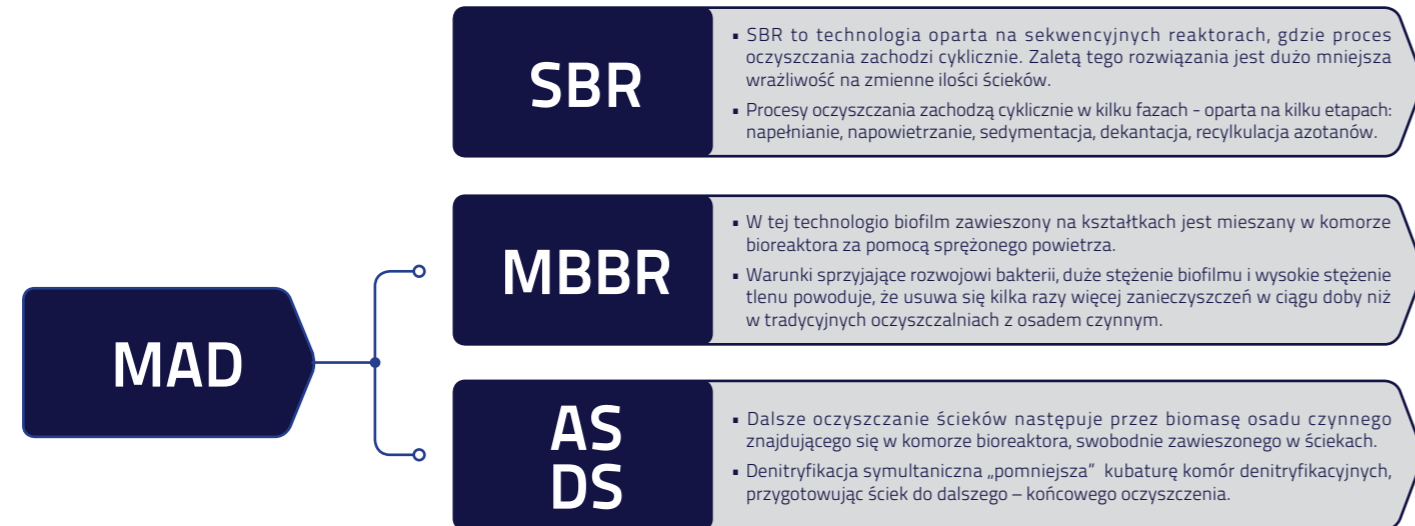 SBR
▪ SBR to technologia oparta na sekwencyjnych reaktorach, gdzie proces
oczyszczania zachodzi cyklicznie. Zaletą tego rozwiązania jest dużo mniejsza
wrażliwość na zmienne ilości ścieków.
▪ Procesy oczyszczania zachodzą cyklicznie w kilku fazach - oparta na kilku etapach:
napełnianie, napowietrzanie, sedymentacja, dekantacja, recylkulacja azotanów.
MAD
MBBR
▪ W tej technologio biofilm zawieszony na kształtkach jest mieszany w komorze
bioreaktora za pomocą sprężonego powietrza.
▪ Warunki sprzyjające rozwojowi bakterii, duże stężenie biofilmu i wysokie stężenie
tlenu powoduje, że usuwa się kilka razy więcej zanieczyszczeń w ciągu doby niż
w tradycyjnych oczyszczalniach z osadem czynnym.
AS
DS
▪ Dalsze oczyszczanie ścieków następuje przez biomasę osadu czynnego
znajdującego się w komorze bioreaktora, swobodnie zawieszonego w ściekach.
▪ Denitryfikacja symultaniczna „pomniejsza” kubaturę komór denitryfikacyjnych,
przygotowując ściek do dalszego – końcowego oczyszczenia.